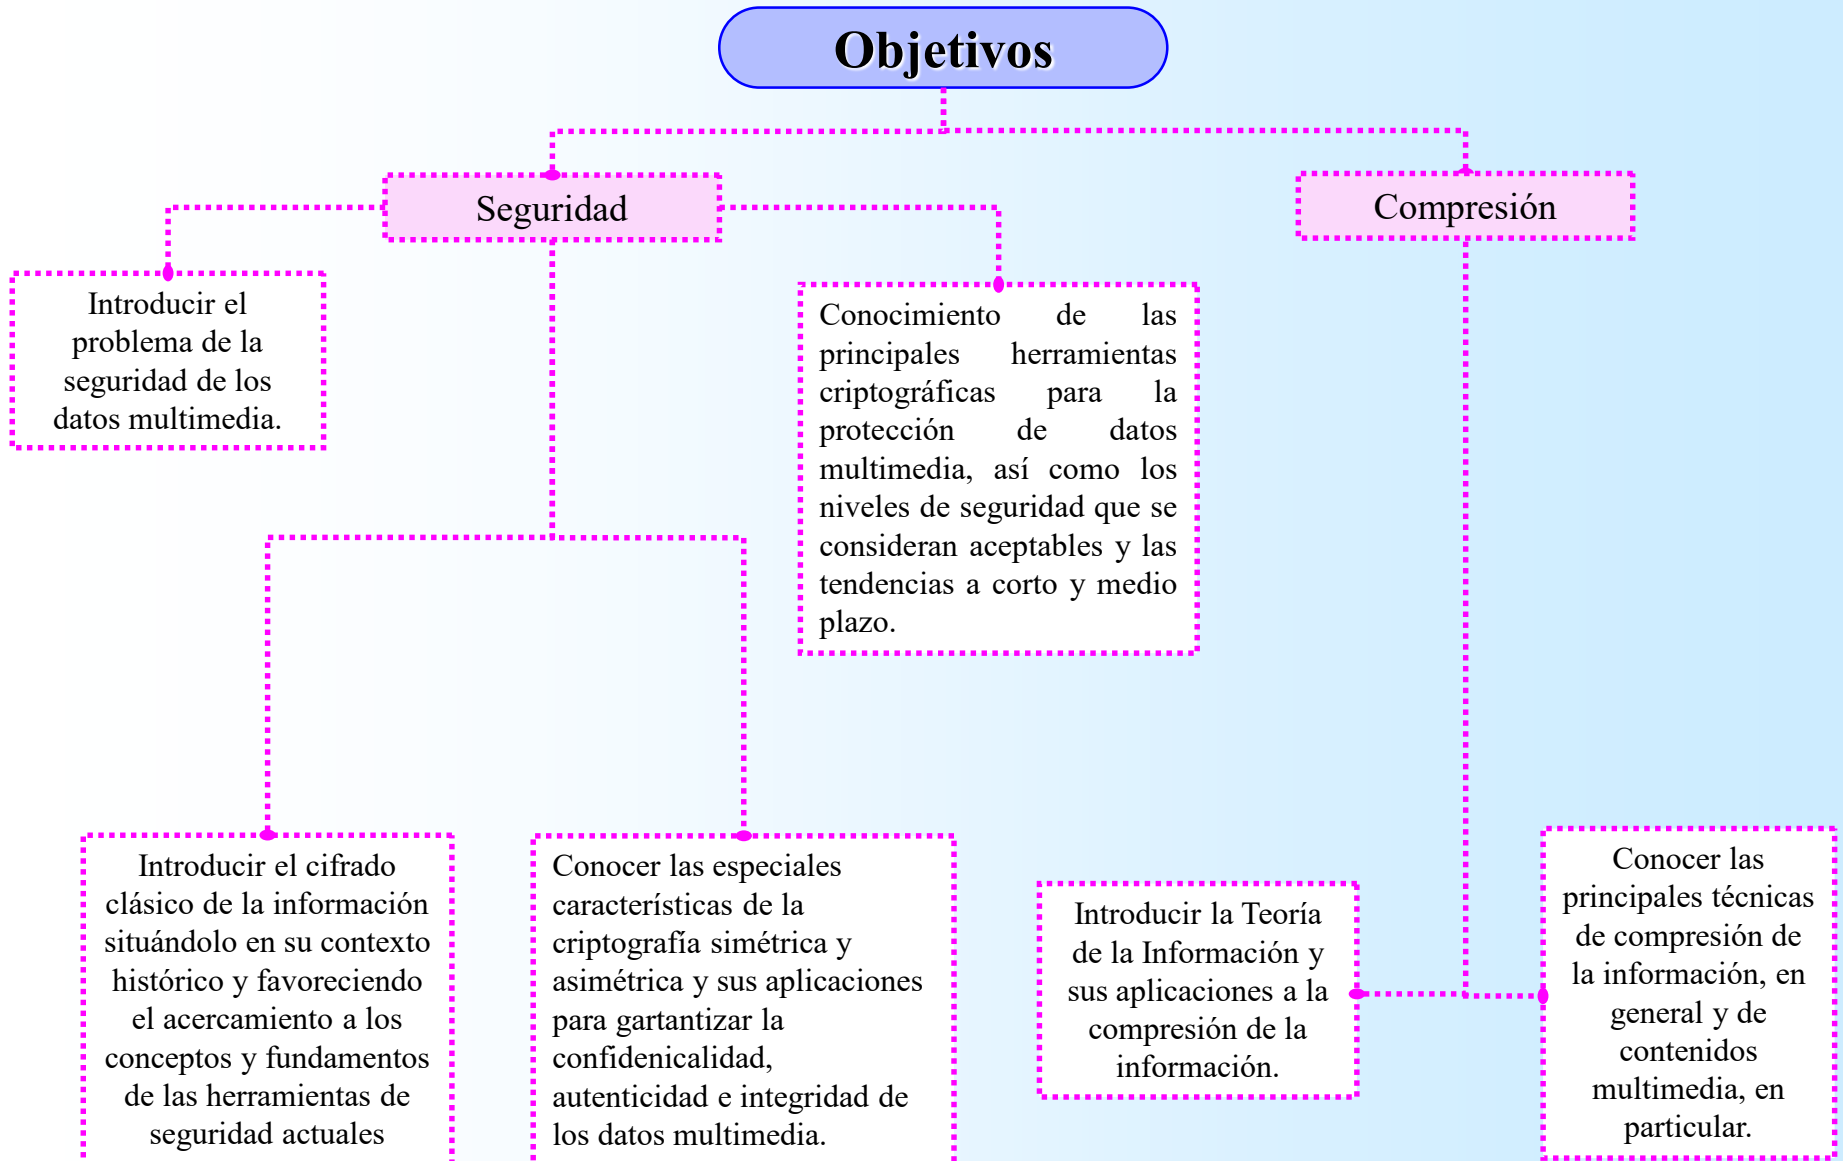 Objetivos
Seguridad
Compresión
Introducir el
problema de la
seguridad de los
datos multimedia.
Conocimiento de las
principales herramientas
criptográficas para la
protección de datos
multimedia, así como los
niveles de seguridad que se
consideran aceptables y las
tendencias a corto y medio
plazo.
Introducir el cifrado
clásico de la información
situándolo en su contexto
histórico y favoreciendo
el acercamiento a los
conceptos y fundamentos
de las herramientas de
seguridad actuales
Conocer las especiales
características de la
criptografía simétrica y
asimétrica y sus aplicaciones
para gartantizar la
confidenicalidad,
autenticidad e integridad de
los datos multimedia.
Introducir la Teoría
de la Información y
sus aplicaciones a la
compresión de la
información.
Conocer las
principales técnicas
de compresión de
la información, en
general y de
contenidos
multimedia, en
particular.